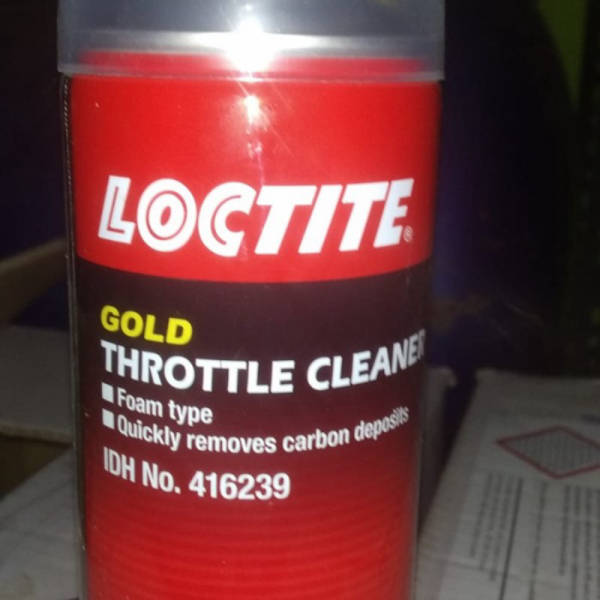 LOCTITE®
GOLD
THROTTLE CLEANER
■ Foam type
■ Quickly removes carbon deposits
IDH No. 416239